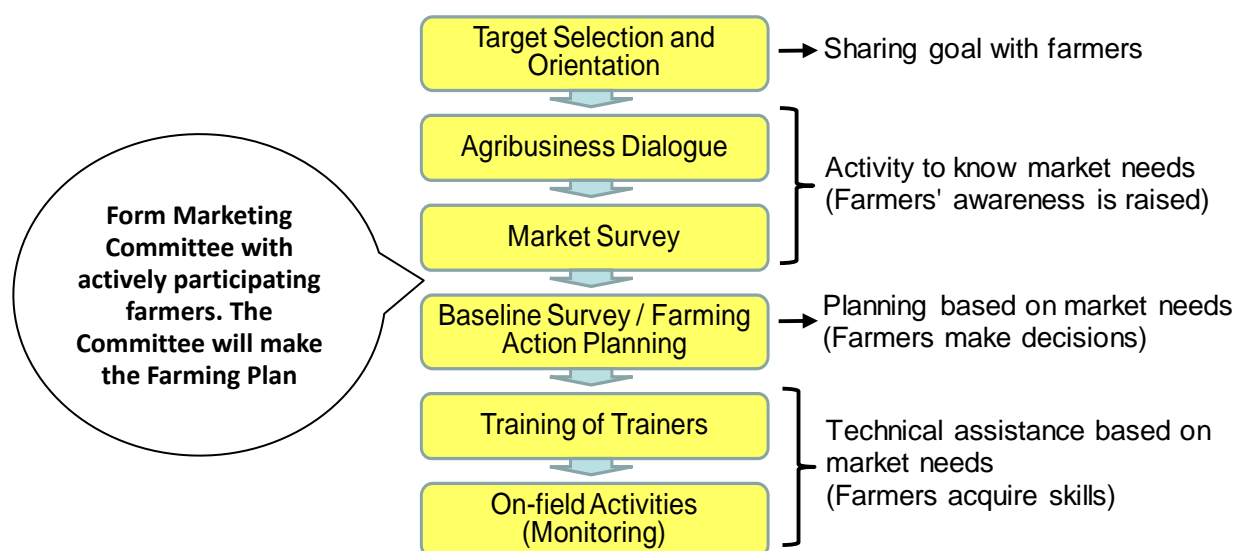 Target Selection and
Orientation
Sharing goal with farmers
Agribusiness Dialogue
Market Survey
Activity to know market needs
(Farmers' awareness is raised)
Form Marketing
Committee with
actively participating
farmers. The
Committee will make
the Farming Plan
Baseline Survey / Farming
Action Planning
Planning based on market needs
(Farmers make decisions)
Training of Trainers
On-field Activities
(Monitoring)
Technical assistance based on
market needs
(Farmers acquire skills)